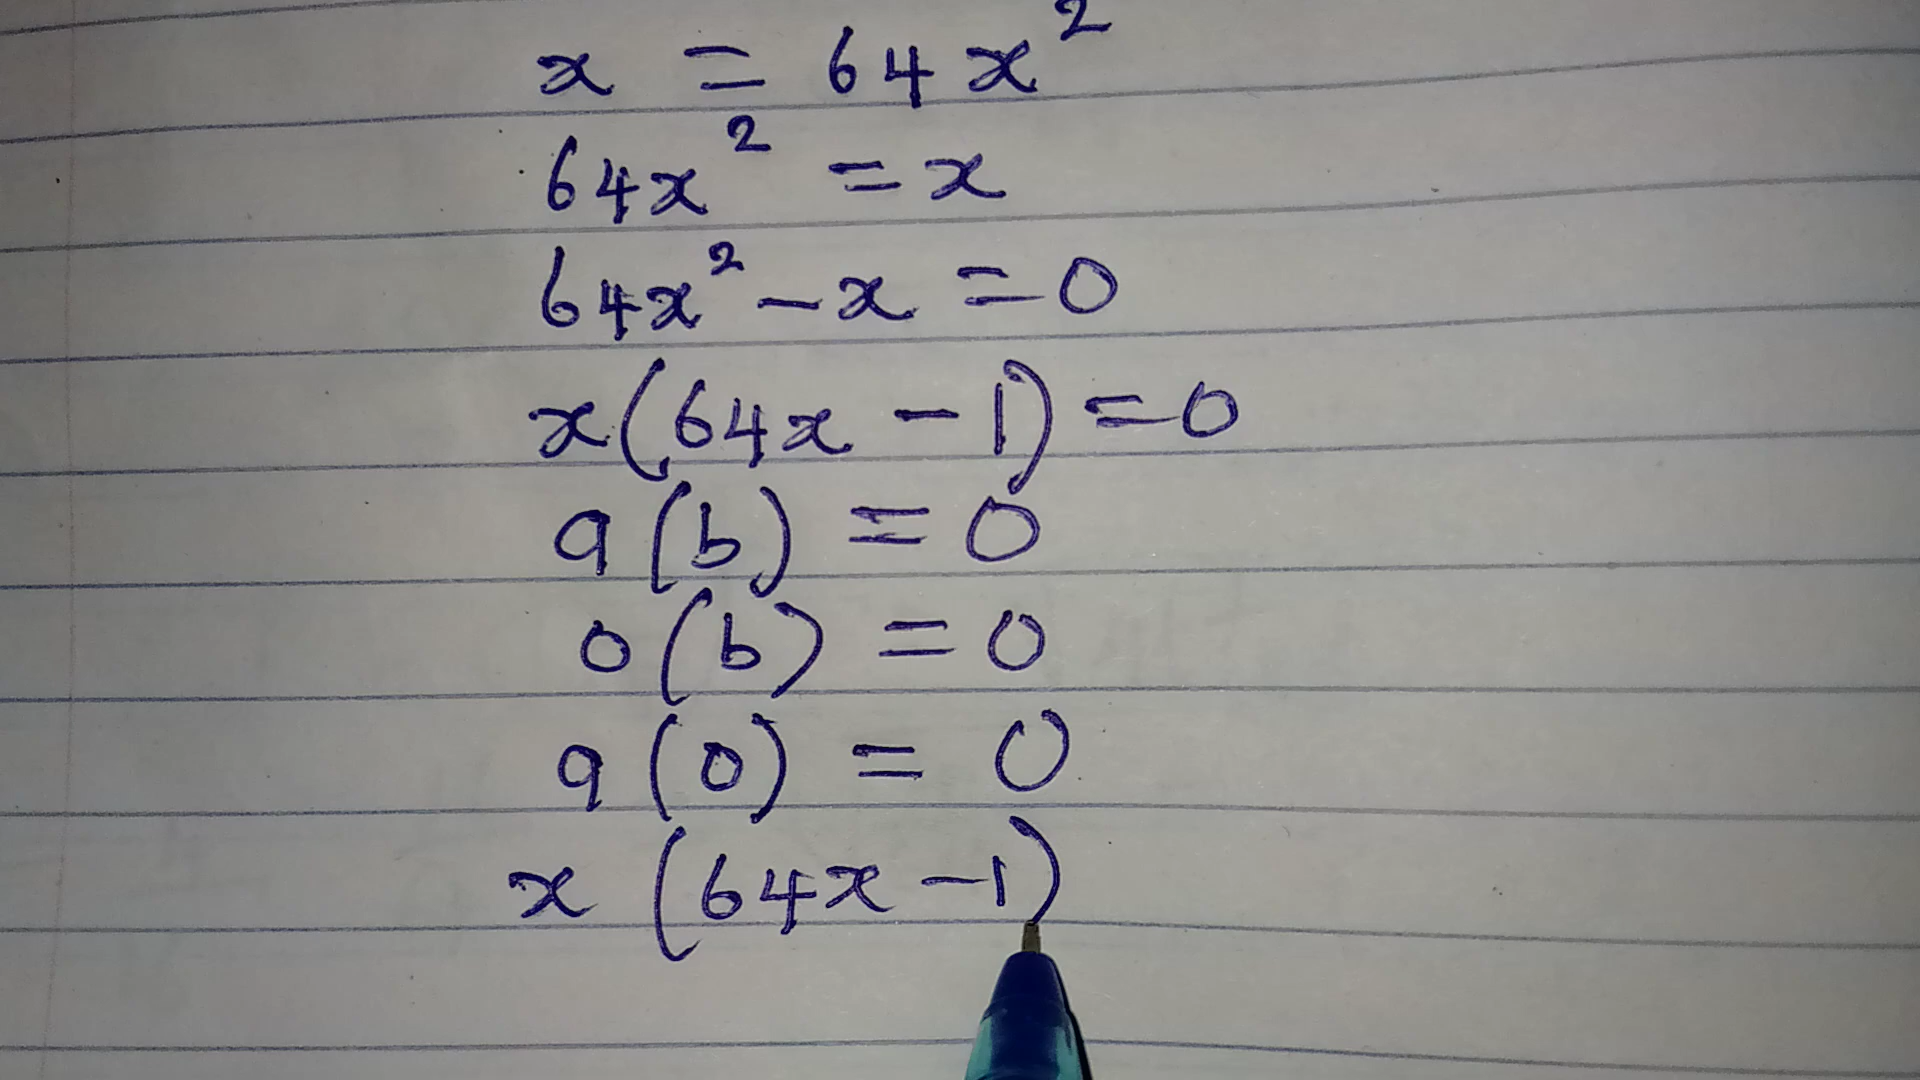 x = 64x²
64x² = x
64x² - x = 0
x(64x - 1) = 0
a(b) = 0
0(b) = 0
a(0) = 0
x(64x - 1)